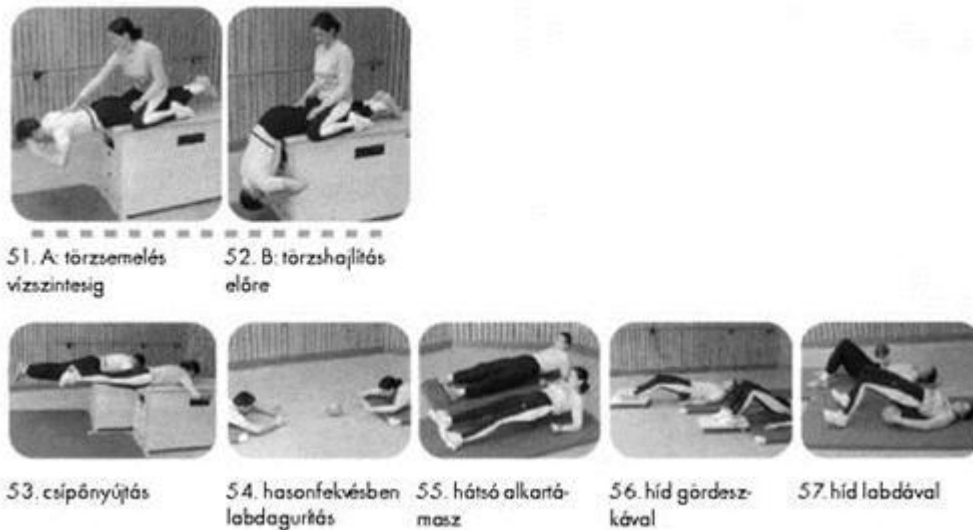 51. A: törzsemelés
vízszintesig
52. B: törzshajlítás
előre
53. csípőnyújtás
54. hasonfekvésben
labdagurítás
55. hátsó alkartá-
masz
56. híd gördesz-
kával
57. híd labdával